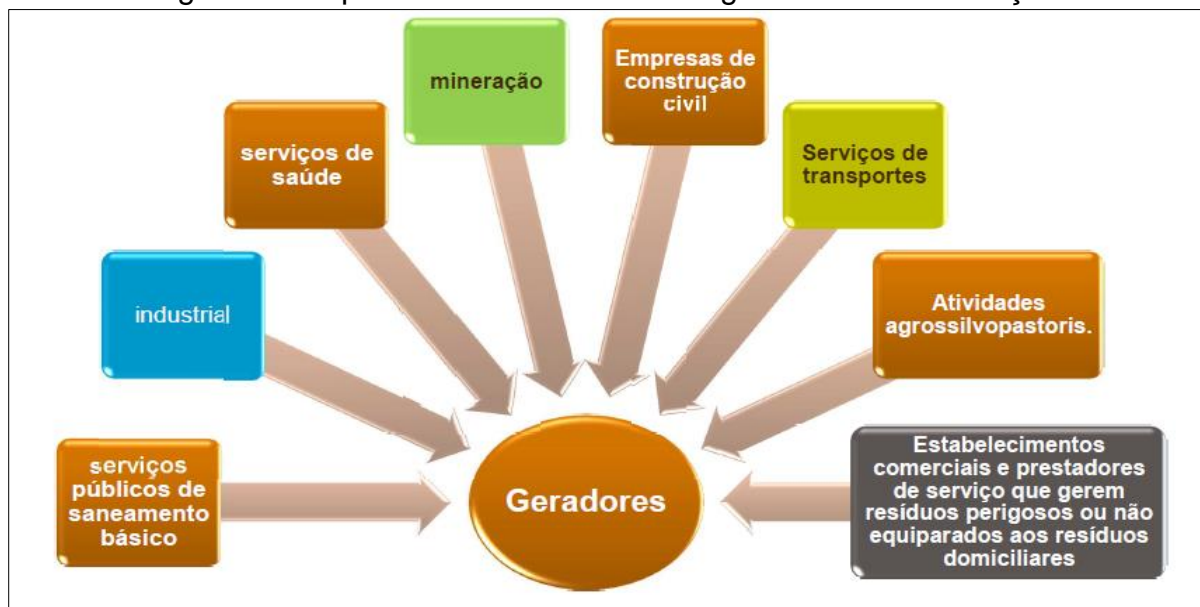 serviços
públicos de
saneamento
básico
industrial
serviços de
saúde
mineração
Empresas de
construção
civil
Serviços de
transportes
Atividades
agrossilvopastoris.
Estabelecimentos
comerciais e prestadores
de serviço que gerem
resíduos perigosos ou não
equiparados aos resíduos
domiciliares
Geradores